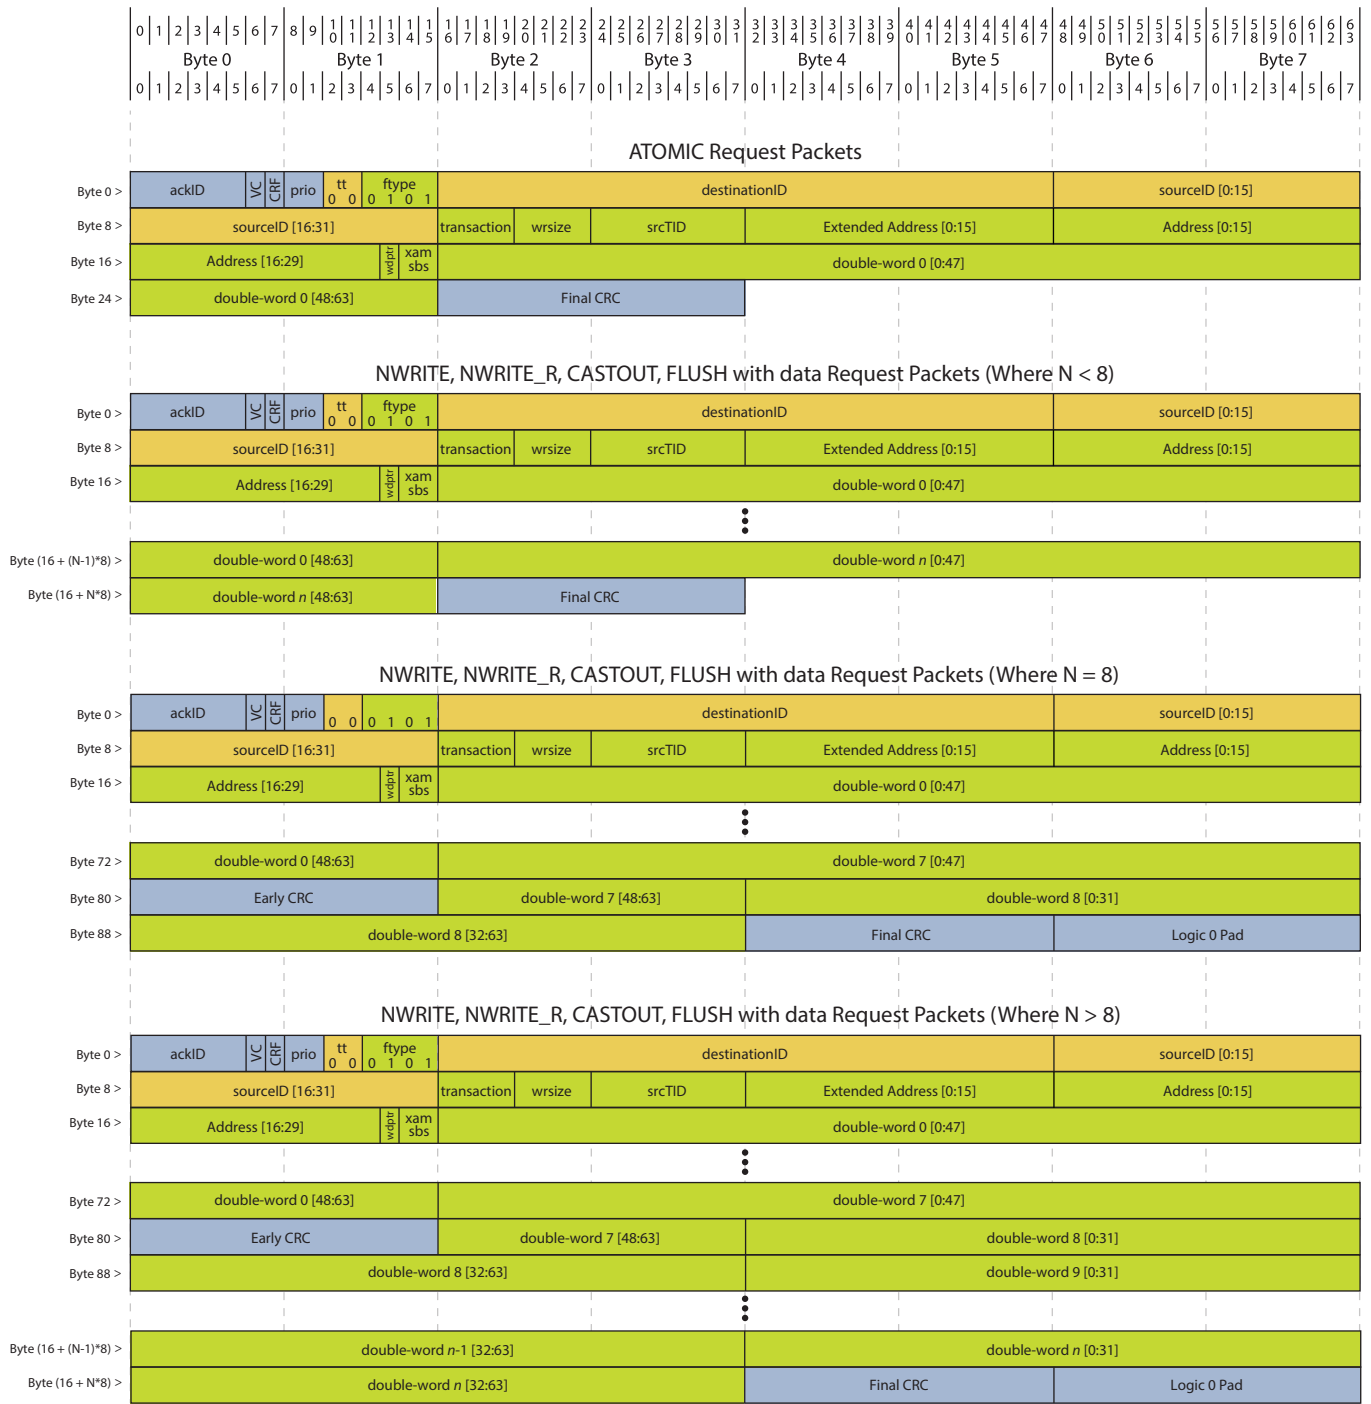 0 1 2 3 4 5 6 7 8 9 10 11 12 13 14 15 16 17 18 19 20 21 22 23 24 25 26 27 28 29 30 31 32 33 34 35 36 37 38 39 40 41 42 43 44 45 46 47 48 49 50 51 52 53 54 55 56 57 58 59 60 61 62 63
Byte 0 Byte 1 Byte 2 Byte 3 Byte 4 Byte 5 Byte 6 Byte 7
0 1 2 3 4 5 6 7 0 1 2 3 4 5 6 7 0 1 2 3 4 5 6 7 0 1 2 3 4 5 6 7 0 1 2 3 4 5 6 7 0 1 2 3 4 5 6 7 0 1 2 3 4 5 6 7 0 1 2 3 4 5 6 7
ATOMIC Request Packets
Byte 0 > ackID VC CRF prio tt 0 0 ftype 0 1 0 1 destinationID sourceID [0:15]
Byte 8 > sourceID [16:31] transaction wrsize srcTID Extended Address [0:15] Address [0:15]
Byte 16 > Address [16:29] wdptr xam sbs double-word 0 [0:47]
Byte 24 > double-word 0 [48:63] Final CRC
NWRITE, NWRITE_R, CASTOUT, FLUSH with data Request Packets (Where N < 8)
Byte 0 > ackID VC CRF prio tt 0 0 ftype 0 1 0 1 destinationID sourceID [0:15]
Byte 8 > sourceID [16:31] transaction wrsize srcTID Extended Address [0:15] Address [0:15]
Byte 16 > Address [16:29] wdptr xam sbs double-word 0 [0:47]
Byte (16 + (N-1)*8) > double-word 0 [48:63] double-word n [0:47]
Byte (16 + N*8) > double-word n [48:63] Final CRC
NWRITE, NWRITE_R, CASTOUT, FLUSH with data Request Packets (Where N = 8)
Byte 0 > ackID VC CRF prio 0 0 0 1 0 1 destinationID sourceID [0:15]
Byte 8 > sourceID [16:31] transaction wrsize srcTID Extended Address [0:15] Address [0:15]
Byte 16 > Address [16:29] wdptr xam sbs double-word 0 [0:47]
Byte 72 > double-word 0 [48:63] double-word 7 [0:47]
Byte 80 > Early CRC double-word 7 [48:63] double-word 8 [0:31]
Byte 88 > double-word 8 [32:63] Final CRC Logic 0 Pad
NWRITE, NWRITE_R, CASTOUT, FLUSH with data Request Packets (Where N > 8)
Byte 0 > ackID VC CRF prio tt 0 0 ftype 0 1 0 1 destinationID sourceID [0:15]
Byte 8 > sourceID [16:31] transaction wrsize srcTID Extended Address [0:15] Address [0:15]
Byte 16 > Address [16:29] wdptr xam sbs double-word 0 [0:47]
Byte 72 > double-word 0 [48:63] double-word 7 [0:47]
Byte 80 > Early CRC double-word 7 [48:63] double-word 8 [0:31]
Byte 88 > double-word 8 [32:63] double-word 9 [0:31]
Byte (16 + (N-1)*8) > double-word n-1 [32:63] double-word n [0:31]
Byte (16 + N*8) > double-word n [32:63] Final CRC Logic 0 Pad